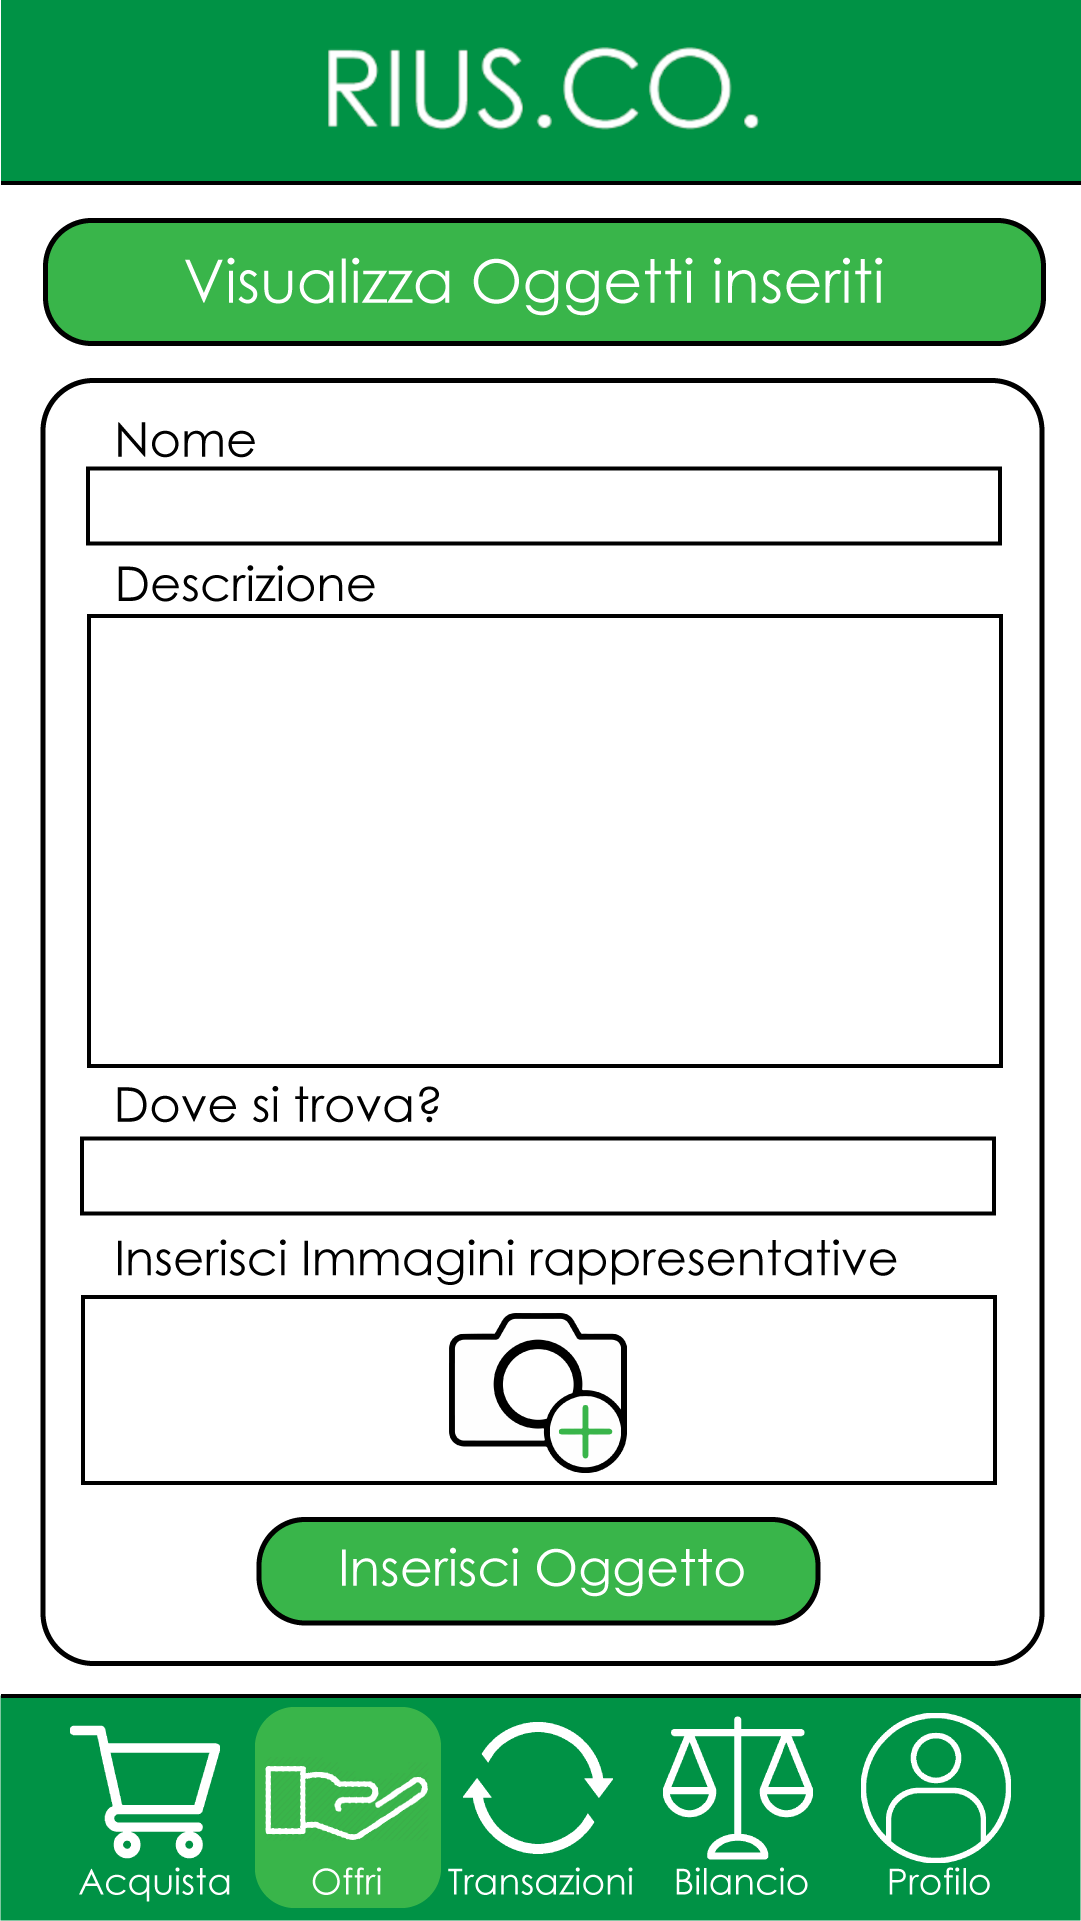 RIUS.CO.
Visualizza Oggetti inseriti
Nome
Descrizione
Dove si trova?
Inserisci Immagini rappresentative
Inserisci Oggetto
Acquista
Offri
Transazioni
Bilancio
Profilo